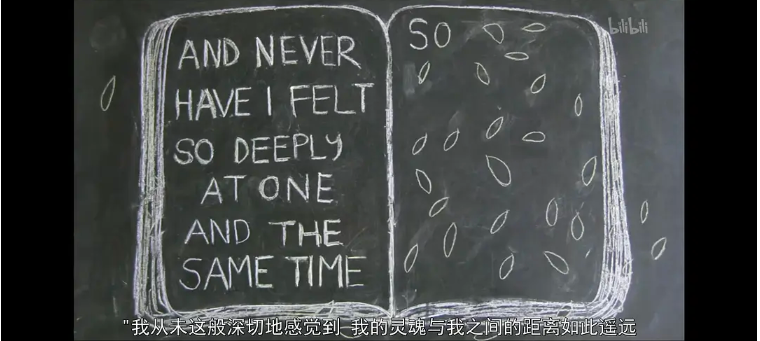 AND NEVER
HAVE I FELT
SO DEEPLY
AT ONE
AND THE
SAME TIME
SO
bilibili
"我从未这般深切地感觉到 我的灵魂与我之间的距离如此遥远